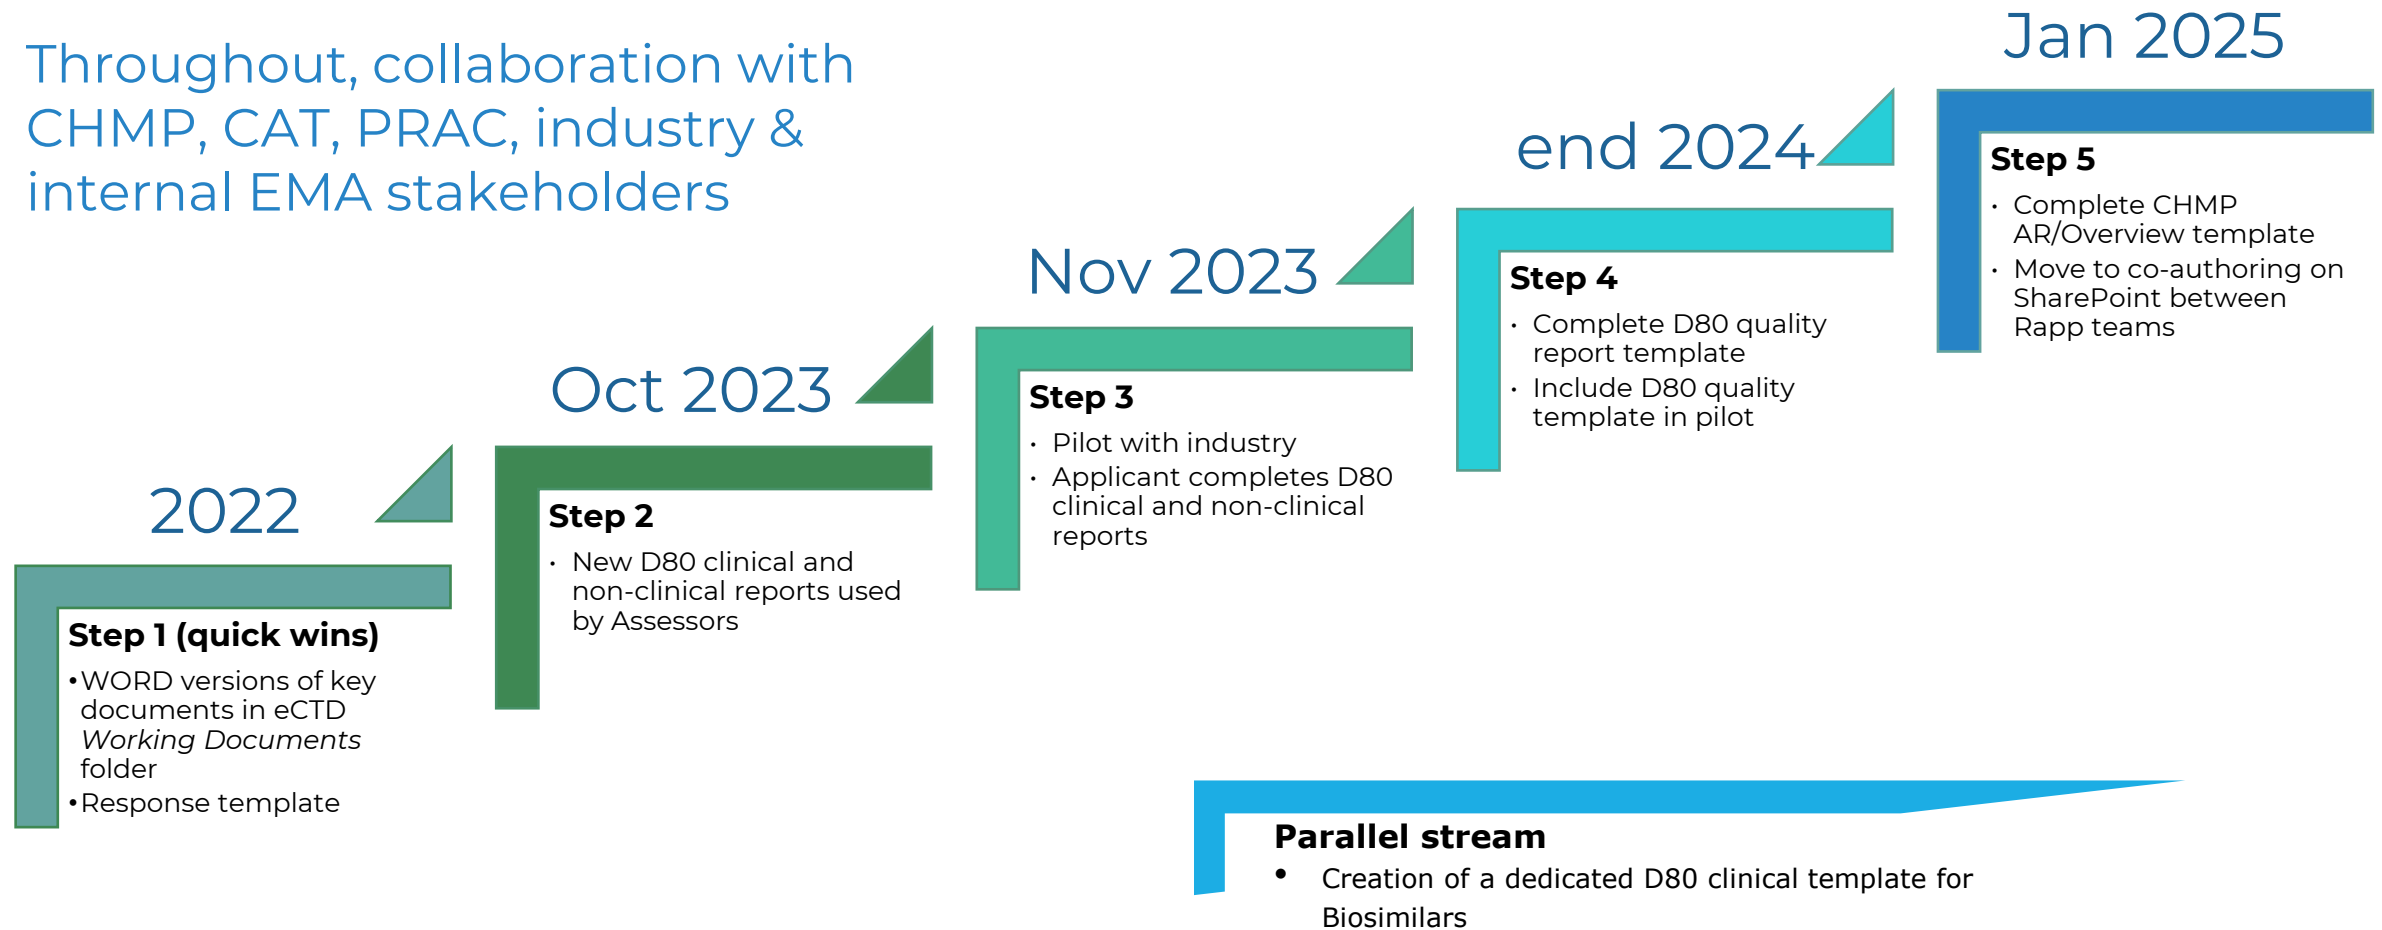 Throughout, collaboration with
CHMP, CAT, PRAC, industry &
internal EMA stakeholders
2022
Step 1 (quick wins)
•WORD versions of key
documents in eCTD
Working Documents
folder
•Response template
Oct 2023
Step 2
• New D80 clinical and
non-clinical reports used
by Assessors
Nov 2023
Step 3
• Pilot with industry
• Applicant completes D80
clinical and non-clinical
reports
end 2024
Step 4
• Complete D80 quality
report template
• Include D80 quality
template in pilot
Jan 2025
Step 5
• Complete CHMP
AR/Overview template
• Move to co-authoring on
SharePoint between
Rapp teams
Parallel stream
• Creation of a dedicated D80 clinical template for
Biosimilars